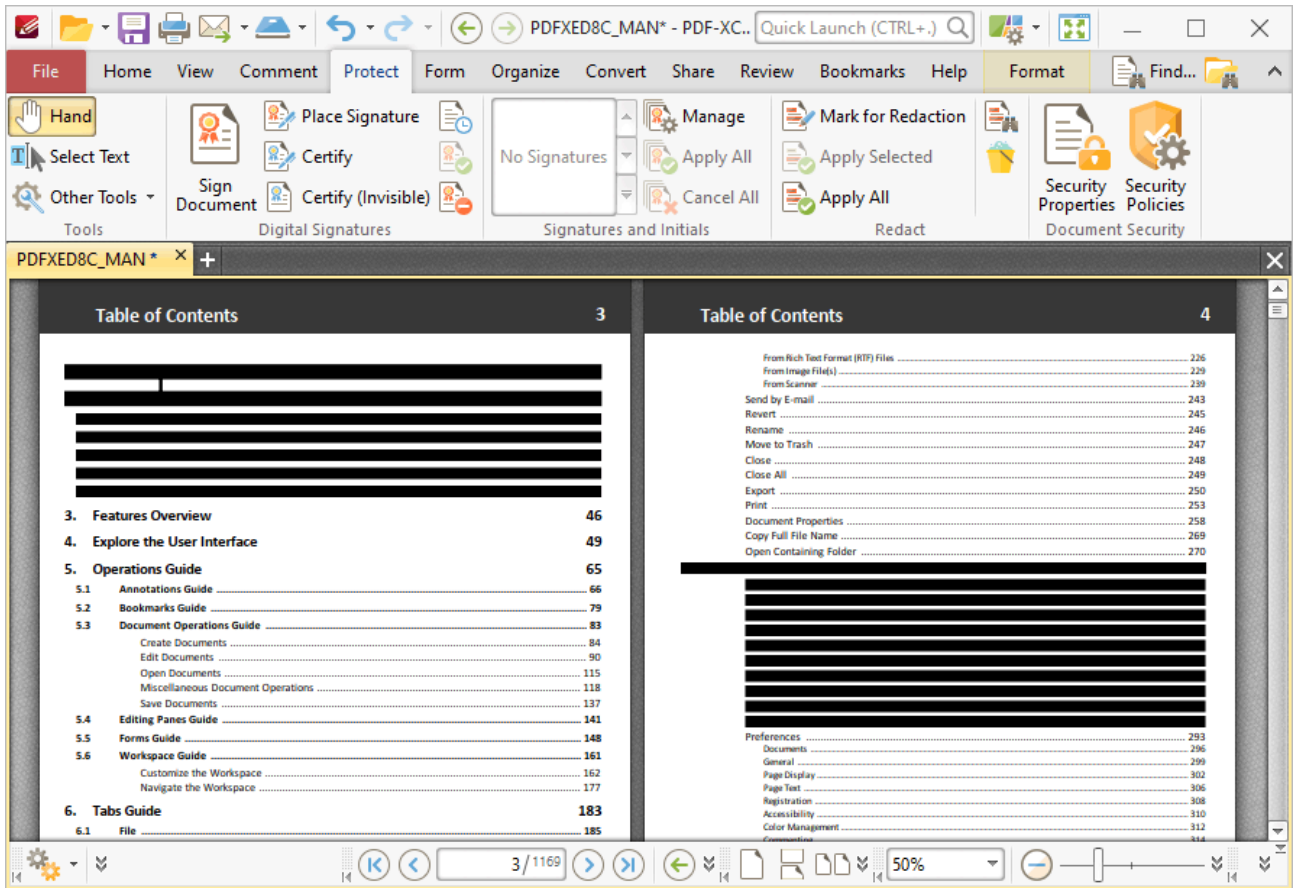 PDFXED8C_MAN* - PDF-XC.. Quick Launch (CTRL+.)
File Home View Comment Protect Form Organize Convert Share Review Bookmarks Help Format Find...
Hand
Select Text
Other Tools
Tools
Sign Document
Place Signature
Certify
Certify (Invisible)
Digital Signatures
No Signatures
Manage
Apply All
Cancel All
Signatures and Initials
Mark for Redaction
Apply Selected
Apply All
Redact
Security Properties
Security Policies
Document Security
PDFXED8C_MAN *
Table of Contents 3
3. Features Overview 46
4. Explore the User Interface 49
5. Operations Guide 65
5.1 Annotations Guide 66
5.2 Bookmarks Guide 79
5.3 Document Operations Guide 83
Create Documents 84
Edit Documents 90
Open Documents 115
Miscellaneous Document Operations 118
Save Documents 137
5.4 Editing Panes Guide 141
5.5 Forms Guide 148
5.6 Workspace Guide 161
Customize the Workspace 162
Navigate the Workspace 177
6. Tabs Guide 183
6.1 File 185
Table of Contents 4
From Rich Text Format (RTF) Files 226
From Image File(s) 229
From Scanner 239
Send by E-mail 243
Revert 245
Rename 246
Move to Trash 247
Close 248
Close All 249
Export 250
Print 253
Document Properties 258
Copy Full File Name 269
Open Containing Folder 270
Preferences 293
Documents 296
General 299
Page Display 302
Page Text 306
Registration 308
Accessibility 310
Color Management 312
3/1169
50%